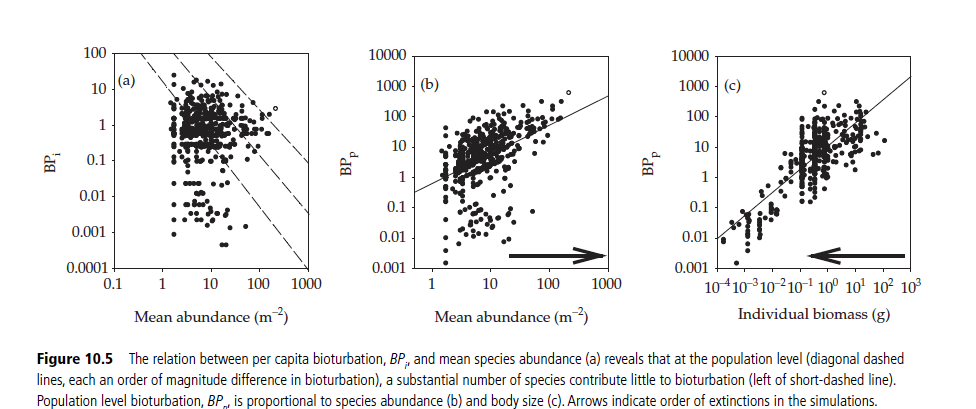 100
10
1
0.1
0.01
0.001
0.0001
(a)
BPi
0.1 1 10 100 1000
Mean abundance (m−2)
10000
1000
100
10
1
0.1
0.01
0.001
(b)
BPp
1 10 100 1000
Mean abundance (m−2)
10000
1000
100
10
1
0.1
0.01
0.001
(c)
BPp
10-4 10-3 10-2 10-1 100 101 102 103
Individual biomass (g)
Figure 10.5 The relation between per capita bioturbation, BPi, and mean species abundance (a) reveals that at the population level (diagonal dashed
lines, each an order of magnitude difference in bioturbation), a substantial number of species contribute little to bioturbation (left of short-dashed line).
Population level bioturbation, BPp, is proportional to species abundance (b) and body size (c). Arrows indicate order of extinctions in the simulations.